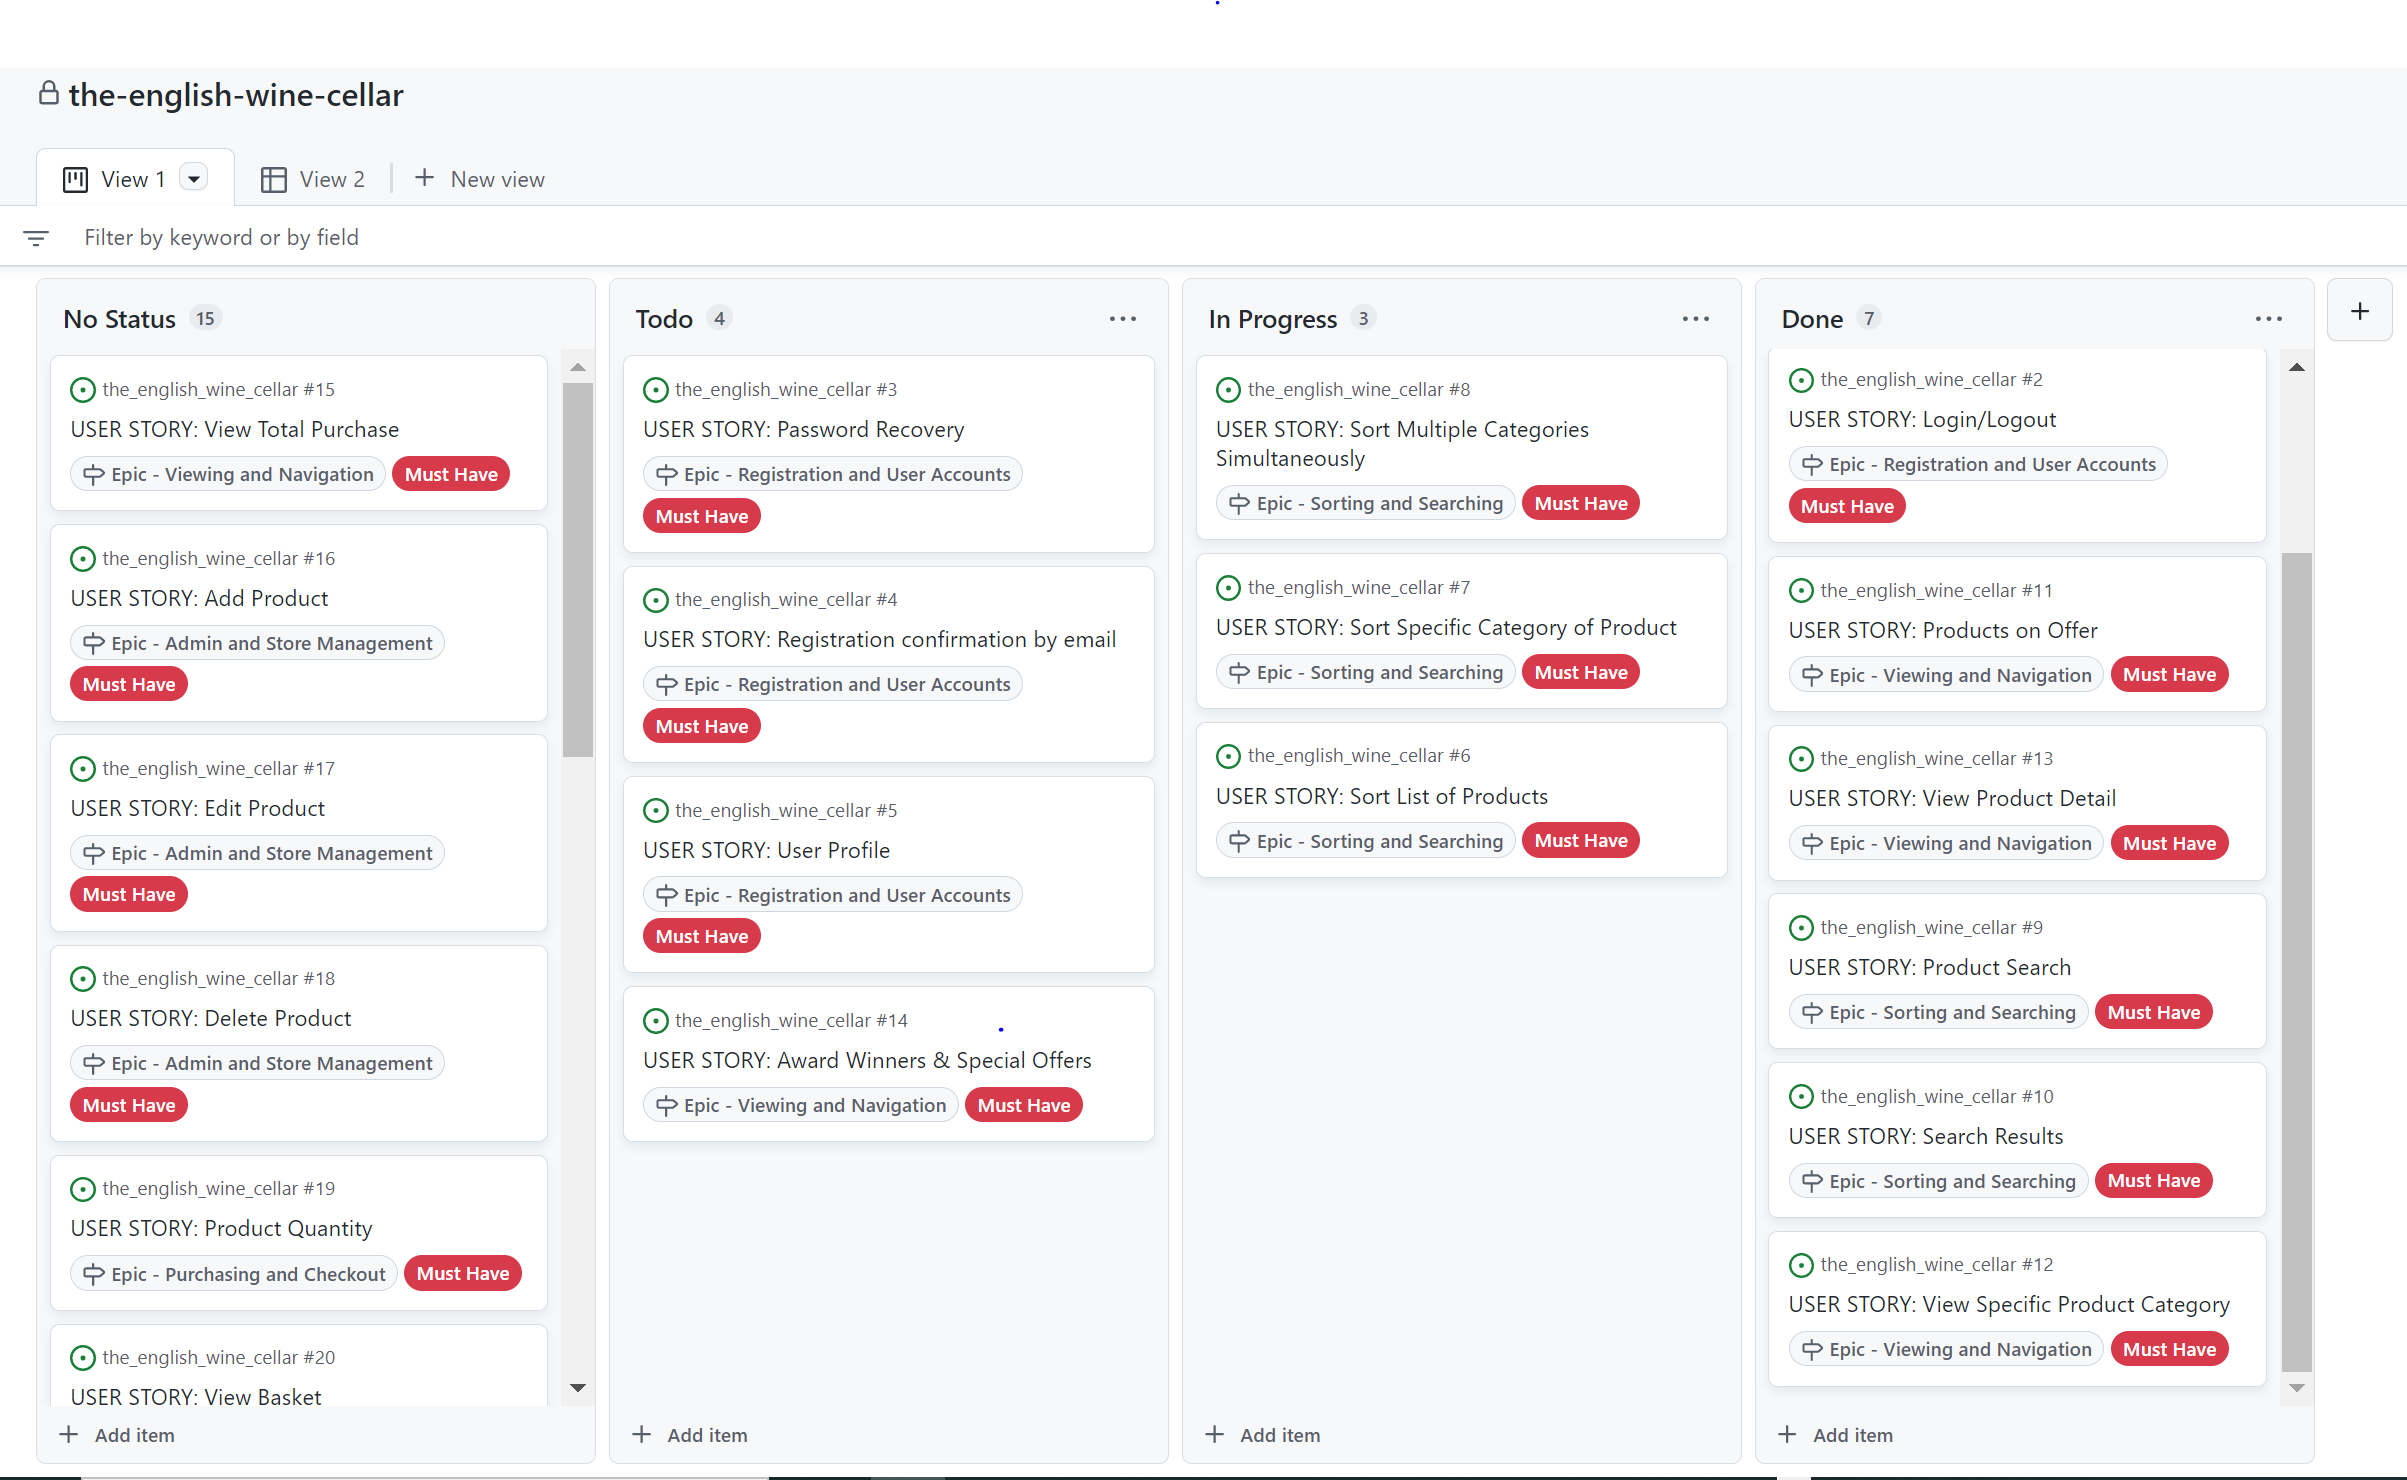 the-english-wine-cellar
View 1
View 2
New view
Filter by keyword or by field
No Status 15
the_english_wine_cellar #15
USER STORY: View Total Purchase
Epic - Viewing and Navigation Must Have
the_english_wine_cellar #16
USER STORY: Add Product
Epic - Admin and Store Management
Must Have
the_english_wine_cellar #17
USER STORY: Edit Product
Epic - Admin and Store Management
Must Have
the_english_wine_cellar #18
USER STORY: Delete Product
Epic - Admin and Store Management
Must Have
the_english_wine_cellar #19
USER STORY: Product Quantity
Epic - Purchasing and Checkout Must Have
the_english_wine_cellar #20
USER STORY: View Basket
Add item
Todo 4
the_english_wine_cellar #3
USER STORY: Password Recovery
Epic - Registration and User Accounts
Must Have
the_english_wine_cellar #4
USER STORY: Registration confirmation by email
Epic - Registration and User Accounts
Must Have
the_english_wine_cellar #5
USER STORY: User Profile
Epic - Registration and User Accounts
Must Have
the_english_wine_cellar #14
USER STORY: Award Winners & Special Offers
Epic - Viewing and Navigation Must Have
Add item
In Progress 3
the_english_wine_cellar #8
USER STORY: Sort Multiple Categories
Simultaneously
Epic - Sorting and Searching Must Have
the_english_wine_cellar #7
USER STORY: Sort Specific Category of Product
Epic - Sorting and Searching Must Have
the_english_wine_cellar #6
USER STORY: Sort List of Products
Epic - Sorting and Searching Must Have
Add item
Done 7
the_english_wine_cellar #2
USER STORY: Login/Logout
Epic - Registration and User Accounts
Must Have
the_english_wine_cellar #11
USER STORY: Products on Offer
Epic - Viewing and Navigation Must Have
the_english_wine_cellar #13
USER STORY: View Product Detail
Epic - Viewing and Navigation Must Have
the_english_wine_cellar #9
USER STORY: Product Search
Epic - Sorting and Searching Must Have
the_english_wine_cellar #10
USER STORY: Search Results
Epic - Sorting and Searching Must Have
the_english_wine_cellar #12
USER STORY: View Specific Product Category
Epic - Viewing and Navigation Must Have
Add item